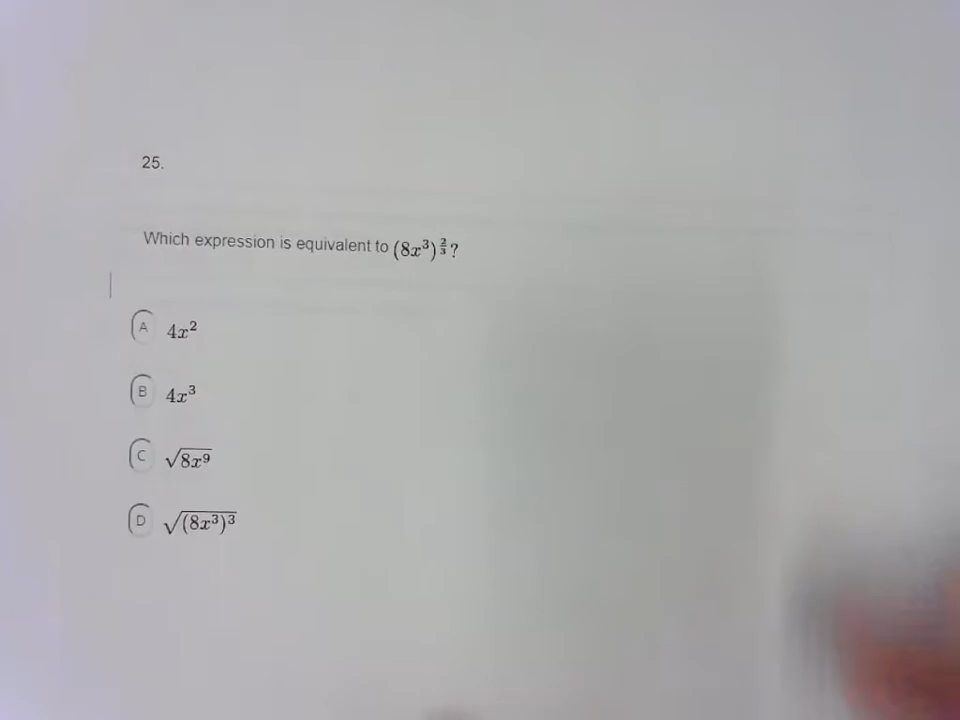 25.
Which expression is equivalent to (8x³)^{2/3}?
A 4x²
B 4x³
C √(8x⁹)
D √((8x³)³)